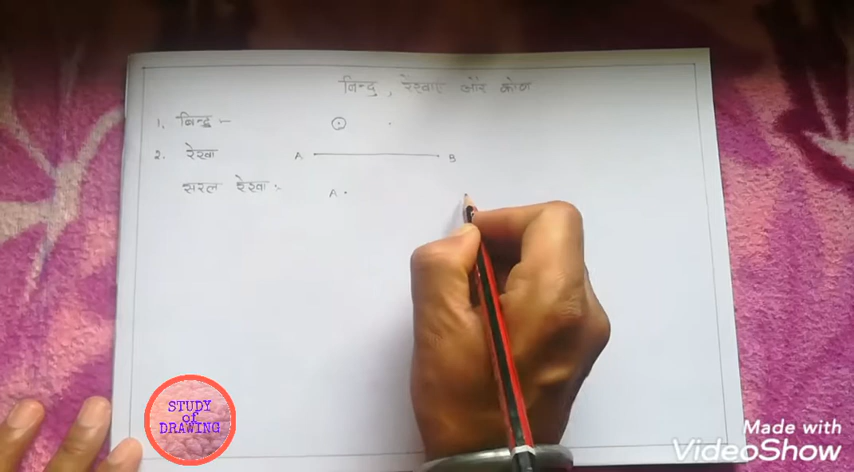 बिन्दु, रेखाए और कोण
1. बिन्दु :-
2. रेखा A B
सरल रेखा :- A
STUDY
of
DRAWING
Made with
VideoShow